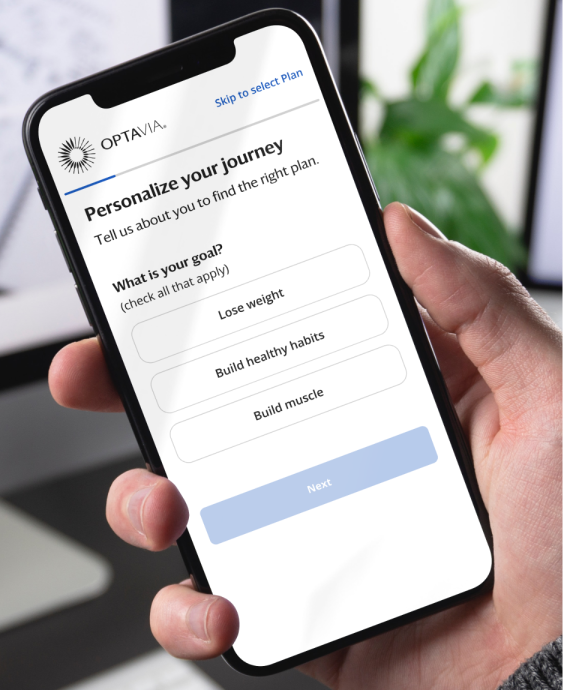 Skip to select Plan
OPTAVIA®
Personalize your journey
Tell us about you to find the right plan.
What is your goal?
(check all that apply)
Lose weight
Build healthy habits
Build muscle
Next